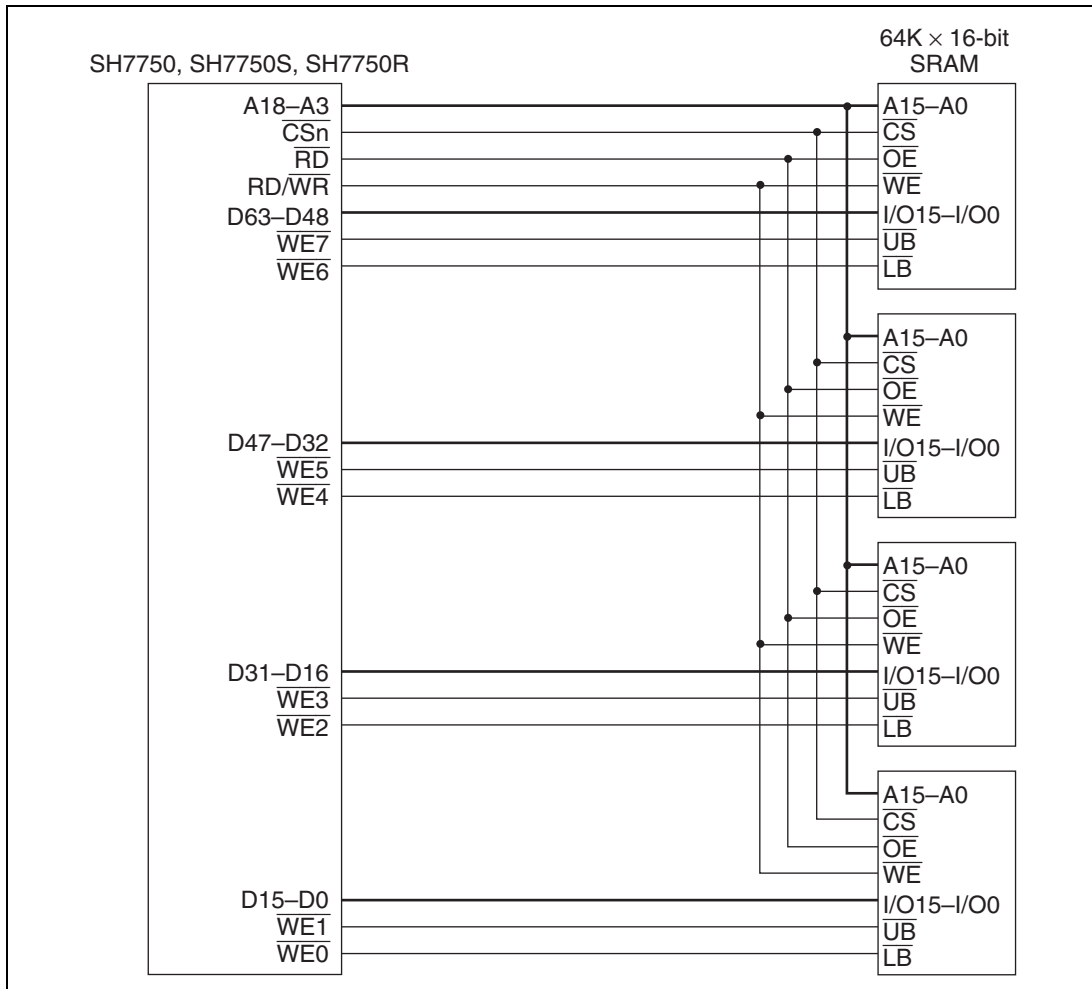 64K × 16-bit
SH7750, SH7750S, SH7750R
SRAM
A18–A3
A15–A0
CSn
CS
RD
OE
RD/WR
WE
D63–D48
I/O15–I/O0
WE7
UB
WE6
LB
A15–A0
CS
OE
WE
D47–D32
I/O15–I/O0
WE5
UB
WE4
LB
A15–A0
CS
OE
WE
D31–D16
I/O15–I/O0
WE3
UB
WE2
LB
A15–A0
CS
OE
WE
D15–D0
I/O15–I/O0
WE1
UB
WE0
LB